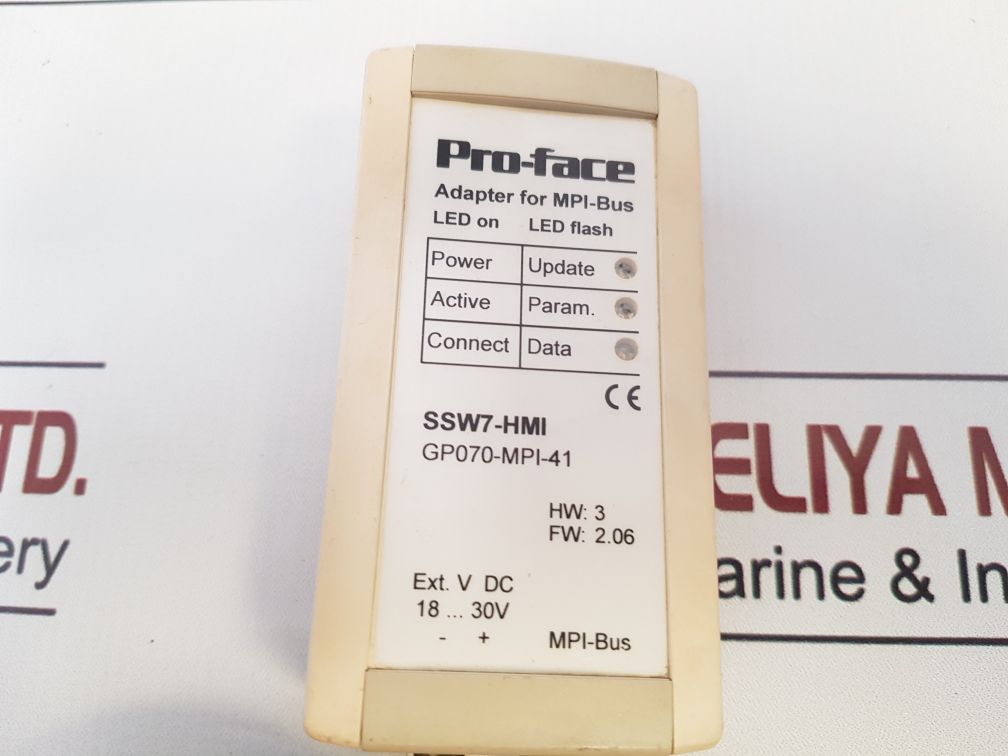 Pro-face
Adapter for MPI-Bus
LED on LED flash
Power Update
Active Param.
Connect Data
CE
SSW7-HMI
GP070-MPI-41
HW: 3
FW: 2.06
Ext. V DC
18 ... 30V
- + MPI-Bus
TD.
ery
ELIYA M
arine & In